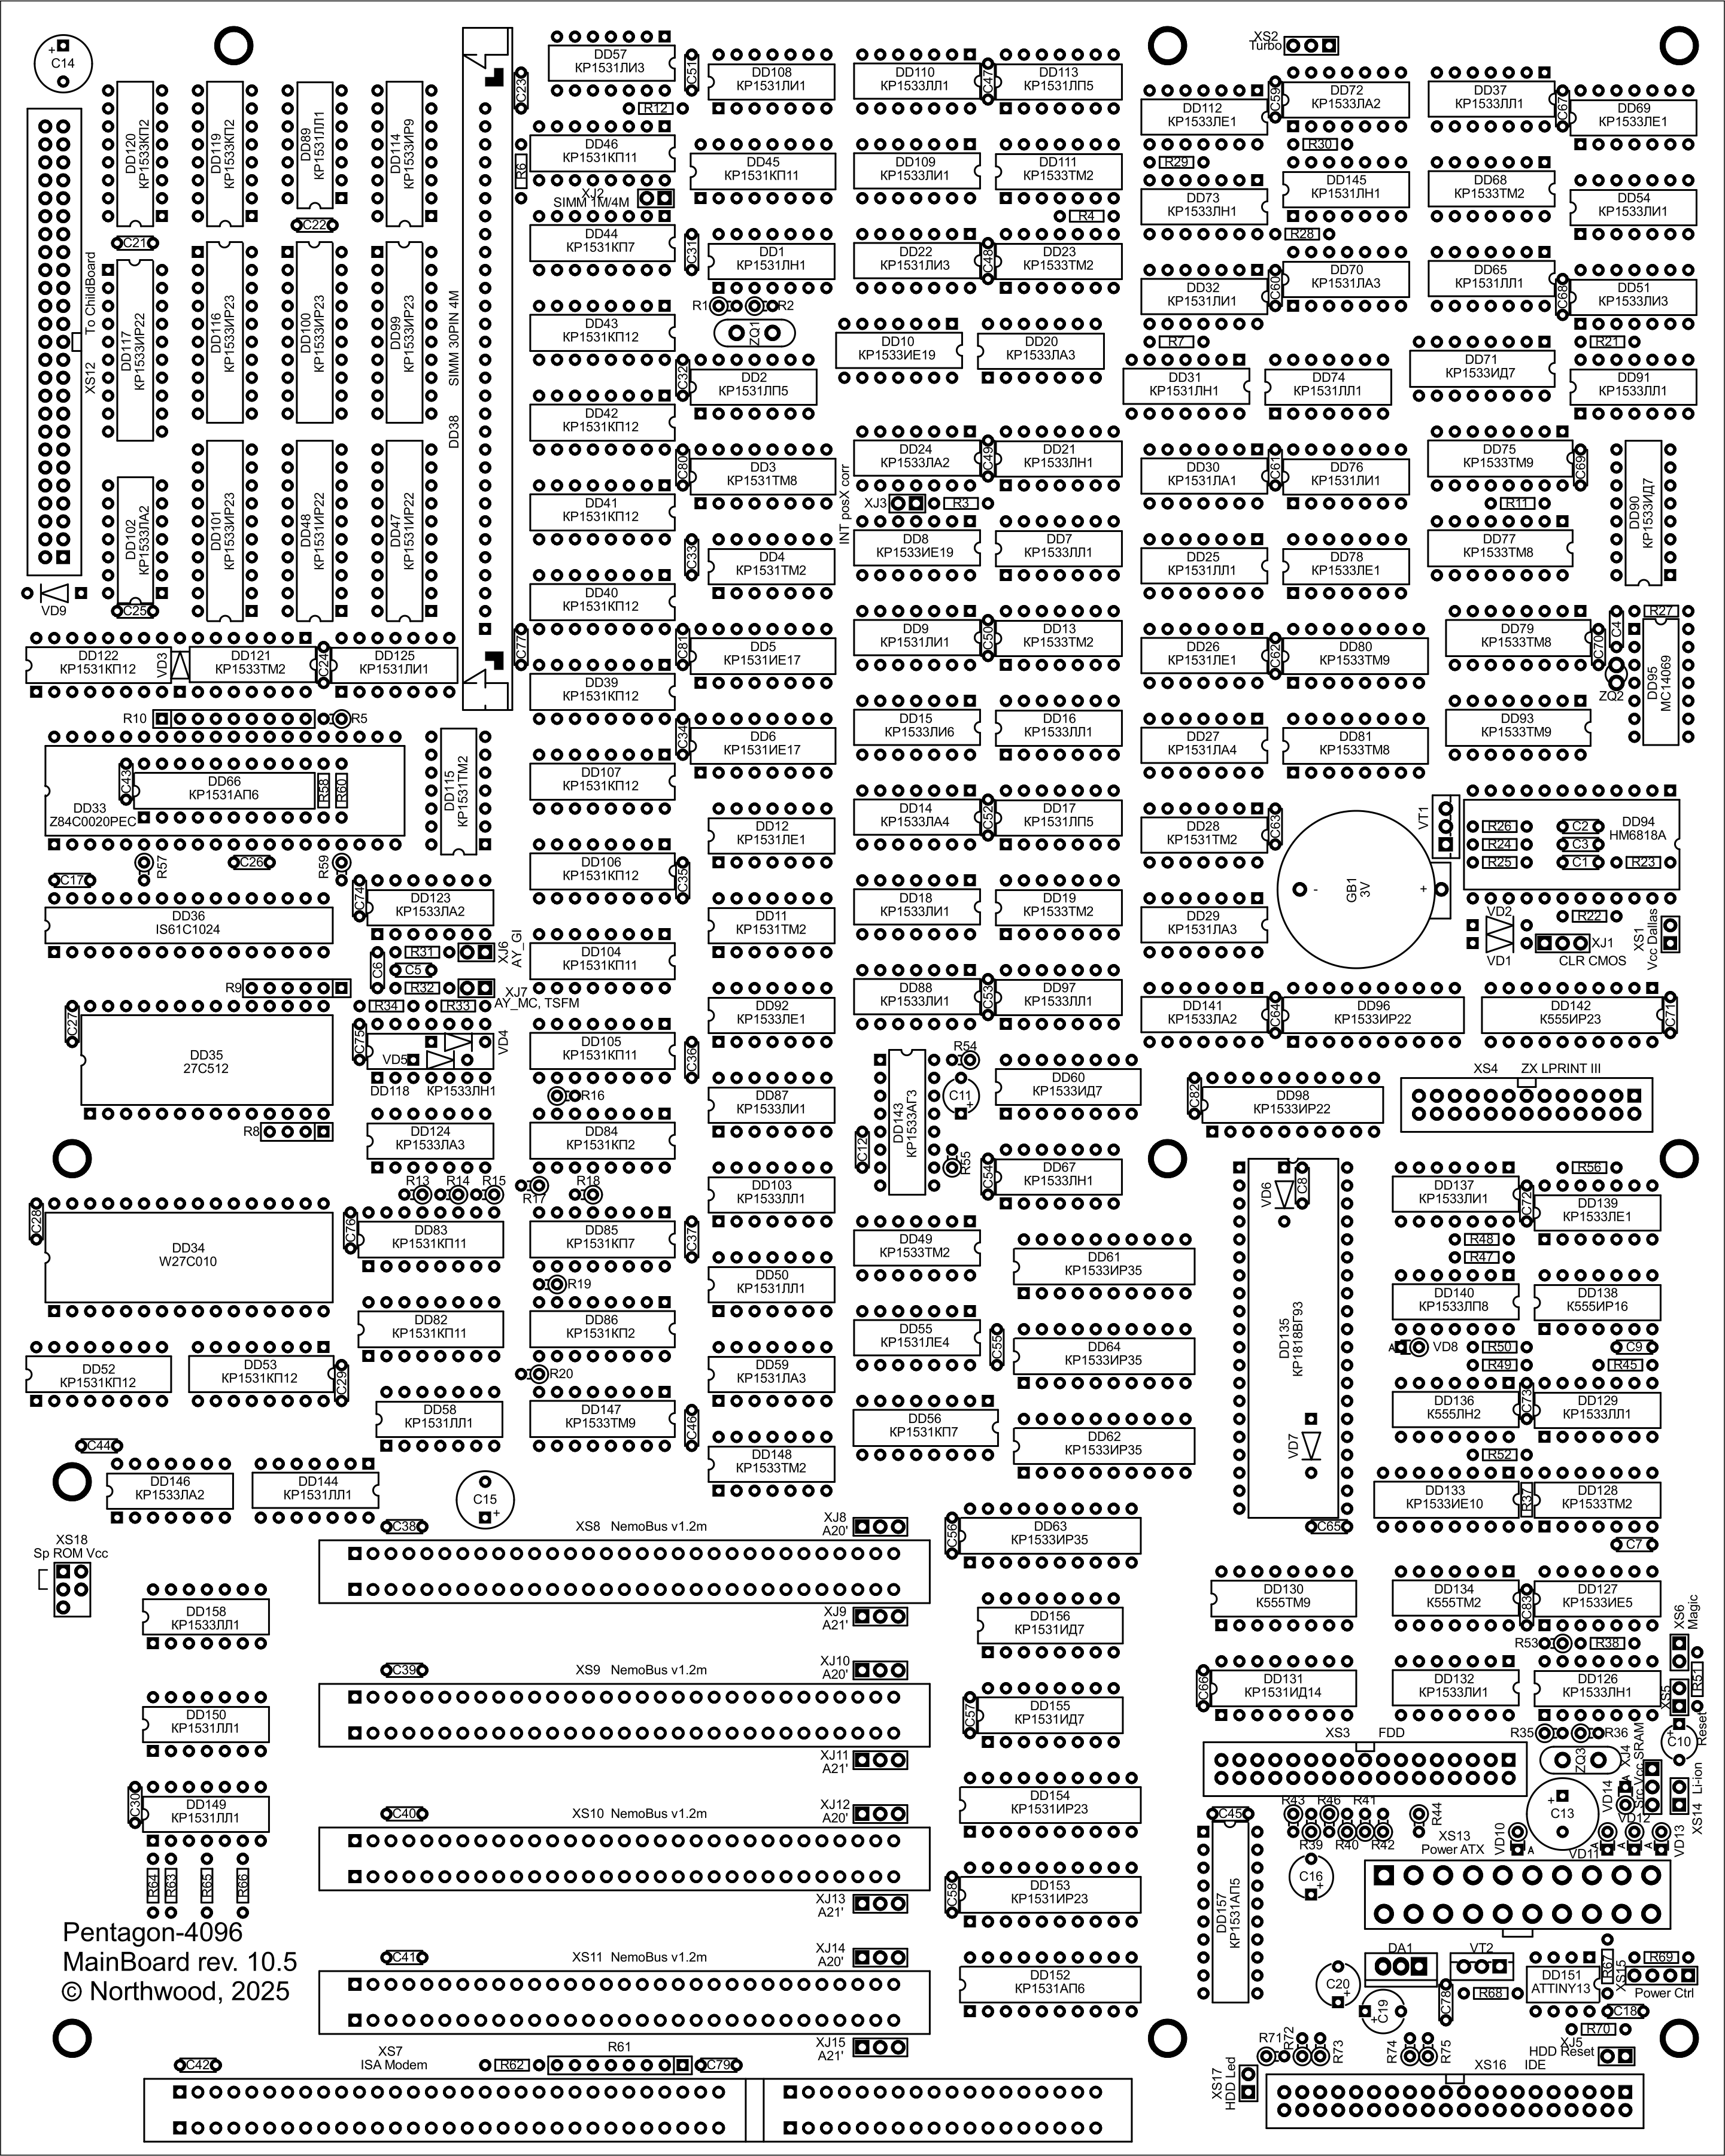 C14
DD57
КР1531ЛИ3
C51
C23
DD108
КР1531ЛИ1
R12
DD110
КР1533ЛЛ1
C47
DD113
КР1531ЛП5
XS2
Turbo
DD112
КР1533ЛЕ1
C59
DD72
КР1533ЛА2
DD37
КР1533ЛЛ1
C67
DD69
КР1533ЛЕ1
DD120
КР1533КП2
DD119
КР1533КП2
DD89
КР1531ЛЛ1
DD114
КР1533ИР9
C21
C22
R6
DD46
КР1531КП11
XJ2
SIMM 1M/4M
DD45
КР1531КП11
DD109
КР1533ЛИ1
DD111
КР1533ТМ2
R4
R29
R30
DD73
КР1533ЛН1
DD145
КР1531ЛН1
DD68
КР1533ТМ2
DD54
КР1533ЛИ1
R28
DD44
КР1531КП7
C31
DD1
КР1531ЛН1
R1
R2
ZQ1
DD22
КР1531ЛИ3
C48
DD23
КР1533ТМ2
DD32
КР1531ЛИ1
C60
DD70
КР1531ЛА3
DD65
КР1531ЛЛ1
C68
DD51
КР1533ЛИ3
R7
R21
XS12
To ChildBoard
DD117
КР1533ИР22
DD116
КР1533ИР23
DD100
КР1533ИР23
DD99
КР1533ИР23
DD38
SIMM 30PIN 4M
DD43
КР1531КП12
C32
DD2
КР1531ЛП5
DD10
КР1533ИЕ19
DD20
КР1533ЛА3
DD31
КР1531ЛН1
DD74
КР1531ЛЛ1
DD71
КР1533ИД7
DD91
КР1533ЛЛ1
DD42
КР1531КП12
C80
DD3
КР1531ТМ8
DD24
КР1533ЛА2
C49
DD21
КР1533ЛН1
INT posX corr
XJ3
R3
DD30
КР1531ЛА1
C61
DD76
КР1531ЛИ1
DD75
КР1533ТМ9
C69
R11
DD90
КР1533ИД7
DD102
КР1533ЛА2
DD101
КР1533ИР23
DD48
КР1531ИР22
DD47
КР1531ИР22
VD9
C25
DD41
КР1531КП12
C33
DD4
КР1531ТМ2
DD8
КР1533ИЕ19
DD7
КР1533ЛЛ1
DD25
КР1531ЛЛ1
DD78
КР1533ЛЕ1
DD77
КР1533ТМ8
DD40
КР1531КП12
C77
C81
DD5
КР1531ИЕ17
DD9
КР1531ЛИ1
C50
DD13
КР1533ТМ2
DD26
КР1531ЛЕ1
C62
DD80
КР1533ТМ9
DD79
КР1533ТМ8
C70
C4
R27
ZQ2
DD95
MC14069
DD122
КР1531КП12
VD3
DD121
КР1533ТМ2
C24
DD125
КР1531ЛИ1
DD39
КР1531КП12
C34
DD6
КР1531ИЕ17
DD15
КР1533ЛИ6
DD16
КР1533ЛЛ1
DD27
КР1531ЛА4
DD81
КР1533ТМ8
DD93
КР1533ТМ9
R10
R5
C43
DD66
КР1531АП6
R58
R60
DD33
Z84C0020PEC
DD115
КР1531ТМ2
DD107
КР1531КП12
DD12
КР1531ЛЕ1
DD14
КР1533ЛА4
C52
DD17
КР1531ЛП5
DD28
КР1531ТМ2
C63
VT1
DD94
HM6818A
R26
C2
R24
C3
R25
C1
R23
C17
R57
C26
R59
DD36
IS61C1024
C74
DD123
КР1533ЛА2
DD106
КР1531КП12
C35
DD11
КР1531ТМ2
DD18
КР1533ЛИ1
DD19
КР1533ТМ2
DD29
КР1531ЛА3
-
GB1
3V
+
VD2
VD1
R22
XJ1
CLR CMOS
XS1
Vcc Dallas
R31
C6
C5
R32
XJ6
AY_GI
XJ7
AY_MC, TSFM
R9
R34
R33
DD104
КР1531КП11
DD92
КР1533ЛЕ1
DD88
КР1533ЛИ1
C53
DD97
КР1533ЛЛ1
DD141
КР1533ЛА2
C64
DD96
КР1533ИР22
DD142
К555ИР23
C71
C27
DD35
27C512
C75
VD5
VD4
DD118
КР1533ЛН1
DD105
КР1531КП11
C36
R16
DD87
КР1533ЛИ1
R54
C11
DD143
КР1533АГ3
C12
R55
DD60
КР1533ИД7
C82
DD98
КР1533ИР22
XS4
ZX LPRINT III
R8
DD124
КР1533ЛА3
DD84
КР1531КП2
R13
R14
R15
R17
R18
DD103
КР1533ЛЛ1
C54
DD67
КР1533ЛН1
VD6
C8
DD137
КР1533ЛИ1
C72
R56
DD139
КР1533ЛЕ1
C28
DD34
W27C010
C76
DD83
КР1531КП11
DD85
КР1531КП7
C37
R19
DD50
КР1531ЛЛ1
DD49
КР1533ТМ2
DD61
КР1533ИР35
R48
R47
DD140
КР1533ЛП8
DD138
К555ИР16
DD82
КР1531КП11
DD86
КР1531КП2
R20
DD59
КР1531ЛА3
DD55
КР1531ЛЕ4
C55
DD64
КР1533ИР35
DD135
КР1818ВГ93
A
VD8
R50
R49
C9
R45
DD52
КР1531КП12
DD53
КР1531КП12
C29
DD58
КР1531ЛЛ1
DD147
КР1533ТМ9
C46
DD148
КР1533ТМ2
DD56
КР1531КП7
DD62
КР1533ИР35
VD7
DD136
К555ЛН2
C73
DD129
КР1533ЛЛ1
R52
C44
DD146
КР1533ЛА2
DD144
КР1531ЛЛ1
C15
DD133
КР1533ИЕ10
R37
DD128
КР1533ТМ2
C65
C7
XS18
Sp ROM Vcc
C38
XS8 NemoBus v1.2m
XJ8
A20'
C56
DD63
КР1533ИР35
DD158
КР1533ЛЛ1
XJ9
A21'
DD156
КР1531ИД7
DD130
К555ТМ9
DD134
К555ТМ2
C83
DD127
КР1533ИЕ5
R53
R38
XS6
Magic
C39
XS9 NemoBus v1.2m
XJ10
A20'
DD150
КР1531ЛЛ1
XJ11
A21'
C57
DD155
КР1531ИД7
C66
DD131
КР1531ИД14
DD132
КР1533ЛИ1
DD126
КР1533ЛН1
XS5
R51
Reset
C10
XS3 FDD
R35
R36
ZQ3
XJ4
Src Vcc SRAM
C30
DD149
КР1531ЛЛ1
C40
XS10 NemoBus v1.2m
XJ12
A20'
DD154
КР1531ИР23
C45
R43
R46
R41
R44
R39
R40
R42
C13
VD14
A
VD12
XS14
Li-ion
VD10
A
VD11
A
A
VD13
XS13
Power ATX
R64
R63
R65
R66
XJ13
A21'
C58
DD153
КР1531ИР23
DD157
КР1531АП5
C16
Pentagon-4096
MainBoard rev. 10.5
© Northwood, 2025
C41
XS11 NemoBus v1.2m
XJ14
A20'
DD152
КР1531АП6
C20
DA1
C19
C78
VT2
R68
DD151
ATTINY13
R67
XS15
R69
Power Ctrl
C18
R70
XJ15
A21'
C42
XS7
ISA Modem
R62
R61
C79
R71
R72
R73
R74
R75
XJ5
HDD Reset
XS17
HDD Led
XS16 IDE